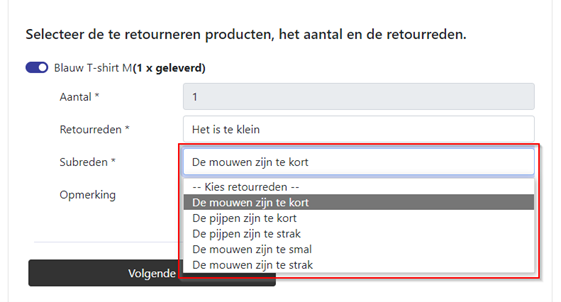 Selecteer de te retourneren producten, het aantal en de retourreden.
Blauw T-shirt M(1 x geleverd)
Aantal * 1
Retourreden * Het is te klein
Subreden * De mouwen zijn te kort
Opmerking
-- Kies retourreden --
De mouwen zijn te kort
De pijpen zijn te kort
De pijpen zijn te strak
De mouwen zijn te smal
De mouwen zijn te strak
Volgende